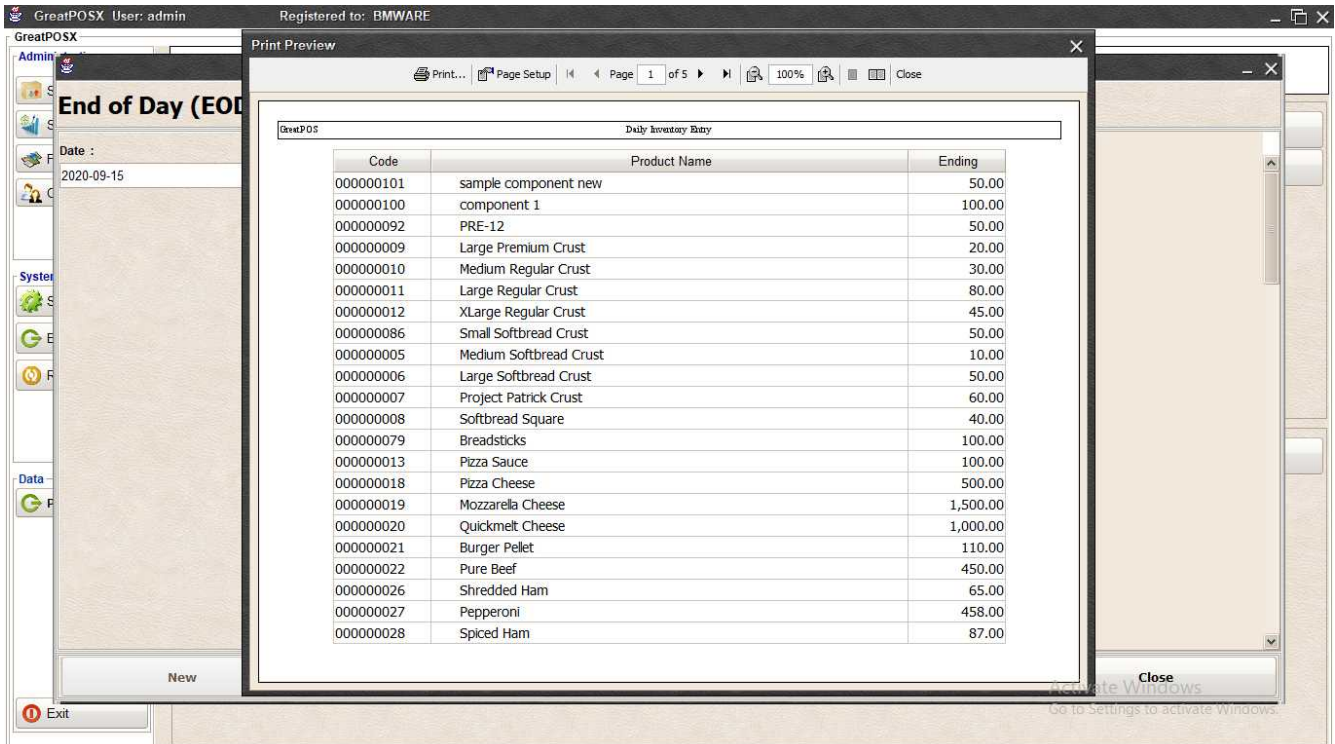 GreatPOSX User: admin Registered to: BMWARE
GreatPOSX
Print Preview
Print... Page Setup Page 1 of 5 100% Close
End of Day (EOD
Date :
2020-09-15
GreatPOS Daily Inventory Entry
Code Product Name Ending
000000101 sample component new 50.00
000000100 component 1 100.00
000000092 PRE-12 50.00
000000009 Large Premium Crust 20.00
000000010 Medium Regular Crust 30.00
000000011 Large Regular Crust 80.00
000000012 XLarge Regular Crust 45.00
000000086 Small Softbread Crust 50.00
000000005 Medium Softbread Crust 10.00
000000006 Large Softbread Crust 50.00
000000007 Project Patrick Crust 60.00
000000008 Softbread Square 40.00
000000079 Breadsticks 100.00
000000013 Pizza Sauce 100.00
000000018 Pizza Cheese 500.00
000000019 Mozzarella Cheese 1,500.00
000000020 Quickmelt Cheese 1,000.00
000000021 Burger Pellet 110.00
000000022 Pure Beef 450.00
000000026 Shredded Ham 65.00
000000027 Pepperoni 458.00
000000028 Spiced Ham 87.00
Data
New
Close
Activate Windows
Go to Settings to activate Windows.
Exit